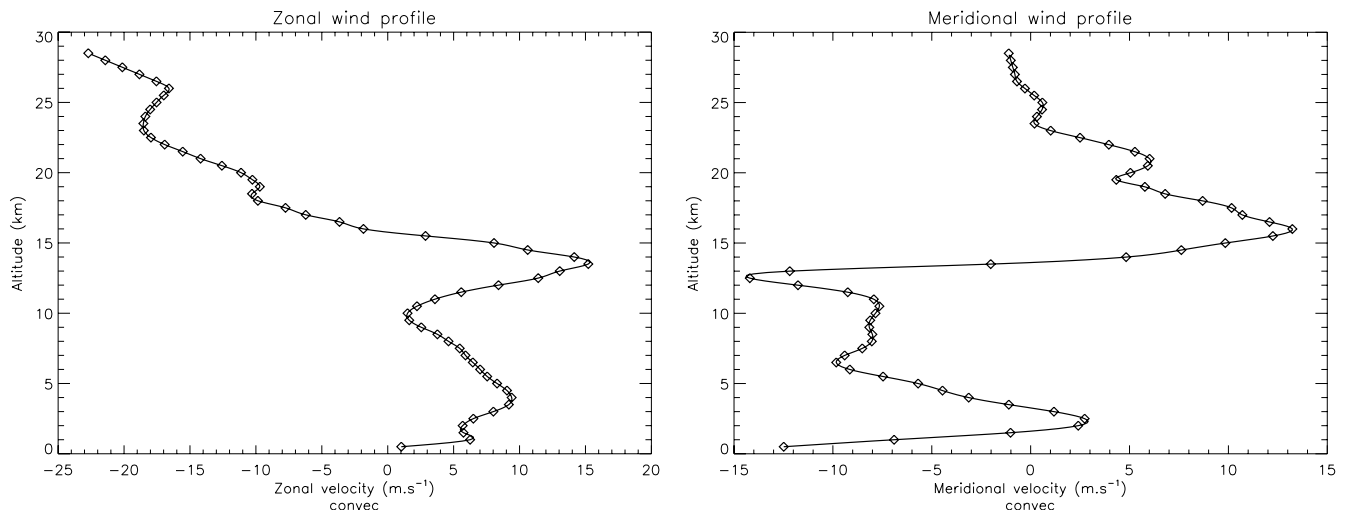 Zonal wind profile
30
25
20
15
10
5
0
Altitude (km)
−25 −20 −15 −10 −5 0 5 10 15 20
Zonal velocity (m.s⁻¹)
convec
Meridional wind profile
30
25
20
15
10
5
0
Altitude (km)
−15 −10 −5 0 5 10 15
Meridional velocity (m.s⁻¹)
convec